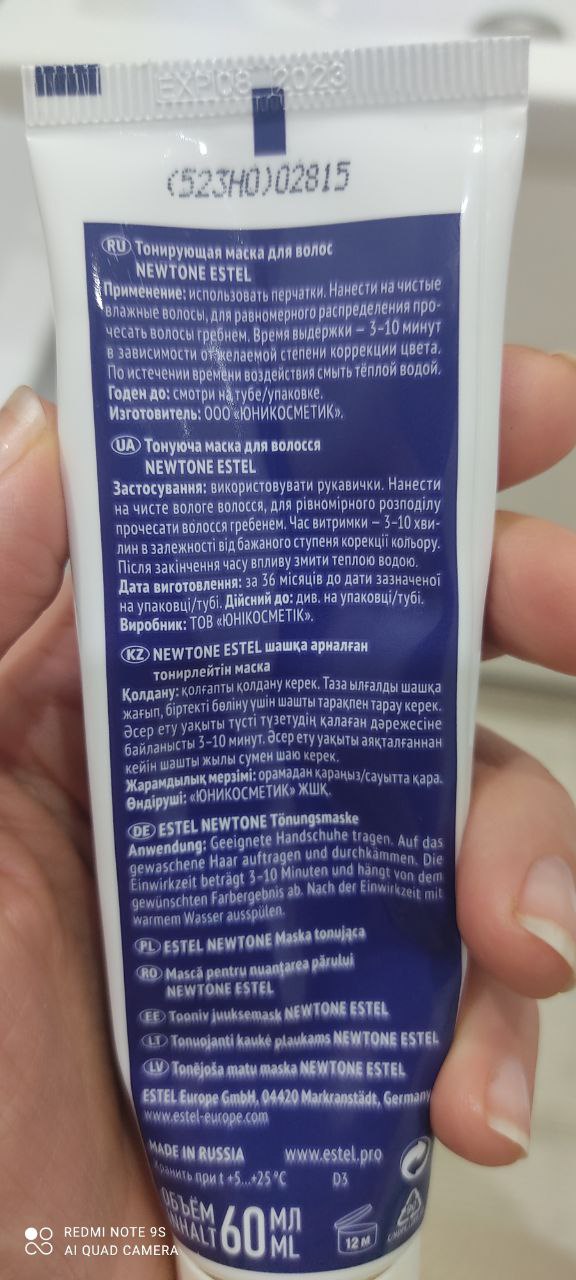 EXP 08 2023
(523H0)02815
RU Тонирующая маска для волос
NEWTONE ESTEL
Применение: использовать перчатки. Нанести на чистые
влажные волосы, для равномерного распределения про-
чесать волосы гребнем. Время выдержки – 3-10 минут
в зависимости от желаемой степени коррекции цвета.
По истечении времени воздействия смыть тёплой водой.
Годен до: смотри на тубе/упаковке.
Изготовитель: ООО «ЮНИКОСМЕТИК».
UA Тонуюча маска для волосся
NEWTONE ESTEL
Застосування: використовувати рукавички. Нанести
на чисте вологе волосся, для рівномірного розподілу
прочесати волосся гребенем. Час витримки – 3-10 хви-
лин в залежності від бажаного ступеня корекції кольору.
Після закінчення часу впливу змити теплою водою.
Дата виготовлення: за 36 місяців до дати зазначеної
на упаковці/тубі. Дійсний до: див. на упаковці/тубі.
Виробник: ТОВ «ЮНІКОСМЕТІК».
KZ NEWTONE ESTEL шашқа арналған
тонирлейтін маска
Қолдану: қолғапты қолдану керек. Таза ылғалды шашқа
жағып, біртекті бөліну үшін шашты тарақпен тарау керек.
Әсер ету уақыты түсті түзетудің қалаған дәрежесіне
байланысты 3-10 минут. Әсер ету уақыты аяқталғаннан
кейін шашты жылы сумен шаю керек.
Жарамдылық мерзімі: орамадан қараңыз/сауытта қара.
Өндіруші: «ЮНИКОСМЕТИК» ЖШҚ.
DE ESTEL NEWTONE Tönungsmaske
Anwendung: Geeignete Handschuhe tragen. Auf das
gewaschene Haar auftragen und durchkämmen. Die
Einwirkzeit beträgt 3-10 Minuten und hängt von dem
gewünschten Farbergebnis ab. Nach der Einwirkzeit mit
warmem Wasser ausspülen.
PL ESTEL NEWTONE Maska tonująca
RO Mască pentru nuanțarea părului
NEWTONE ESTEL
EE Tooniv juuksemask NEWTONE ESTEL
LT Tonuojanti kaukė plaukams NEWTONE ESTEL
LV Tonējoša matu maska NEWTONE ESTEL
ESTEL Europe GmbH, 04420 Markranstädt, Germany
www.estel-europe.com
MADE IN RUSSIA www.estel.pro
Хранить при t +5...+25 °C D3
ОБЪЁМ
INHALT 60 МЛ
ML
12 M
REDMI NOTE 9S
AI QUAD CAMERA